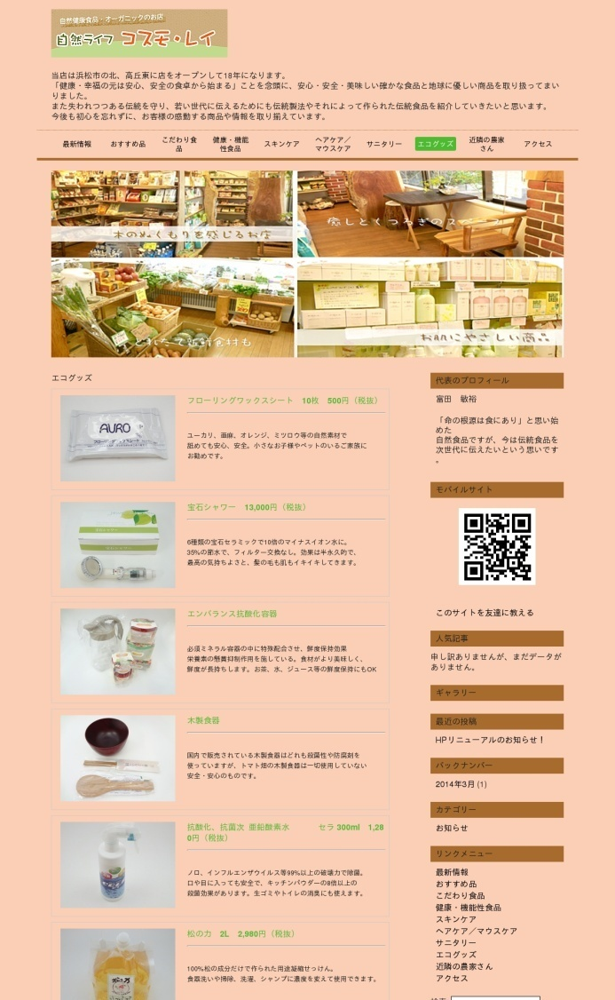 自然健康食品・オーガニックのお店
自然ライフ コスモ・レイ
当店は浜松市の北、高丘東に店をオープンして18年になります。
「健康・幸福の元は安心、安全の食卓から始まる」ことを念頭に、安心・安全・美味しい確かな食品と地球に優しい商品を取り扱ってまい
りました。
また失われつつある伝統を守り、若い世代に伝えるためにも伝統製法やそれによって作られた伝統食品を紹介していきたいと思います。
今後も初心を忘れずに、お客様の感動する商品や情報を取り揃えています。
最新情報 おすすめ品 こだわり食品 健康・機能性食品 スキンケア ヘアケア／マウスケア サニタリー エコグッズ 近隣の農家さん アクセス
木のぬくもりを感じるお店
癒しとくつろぎのスペース
とれたて新鮮食材も
お肌にやさしい商品
エコグッズ
フローリングワックスシート 10枚 500円（税抜）
AURO
フローリングワックスシート
ユーカリ、亜麻、オレンジ、ミツロウ等の自然素材で
舐めても安心、安全。小さなお子様やペットのいるご家族に
お勧めです。
宝石シャワー 13,000円（税抜）
6種類の宝石セラミックで10倍のマイナスイオン水に。
35%の節水で、フィルター交換なし。効果は半永久的で、
最高の気持ちよさと、髪の毛も肌もイキイキしてきます。
エンバランス抗酸化容器
必須ミネラル容器の中に特殊配合させ、鮮度保持効果
栄養素の懸糞抑制作用を施している。食材がより美味しく、
鮮度が長持ちします。お茶、水、ジュース等の鮮度保持にもOK
木製食器
国内で販売されている木製食器はどれも殺菌性や防腐剤を
使っていますが、トマト畑の木製食器は一切使用していない
安全・安心のものです。
抗酸化、抗菌次 亜鉛酸素水 セラ 300ml 1,28
0円（税抜）
ノロ、インフルエンザウイルス等99%以上の破壊力で除菌。
口や目に入っても安全で、キッチンパウダーの8倍以上の
殺菌効果があります。生ゴミやトイレの消臭にも使えます。
松の力 2L 2,980円（税抜）
100%松の成分だけで作られた用途凝縮せっけん。
食器洗いや掃除、洗濯、シャンプに濃度を変えて使用できます。
代表のプロフィール
富田 敏裕
「命の根源は食にあり」と思い始
めた
自然食品ですが、今は伝統食品を
次世代に伝えたいという思いです
。
モバイルサイト
このサイトを友達に教える
人気記事
申し訳ありませんが、まだデータが
ありません。
ギャラリー
最近の投稿
HPリニューアルのお知らせ！
バックナンバー
2014年3月 (1)
カテゴリー
お知らせ
リンクメニュー
最新情報
おすすめ品
こだわり食品
健康・機能性食品
スキンケア
ヘアケア／マウスケア
サニタリー
エコグッズ
近隣の農家さん
アクセス